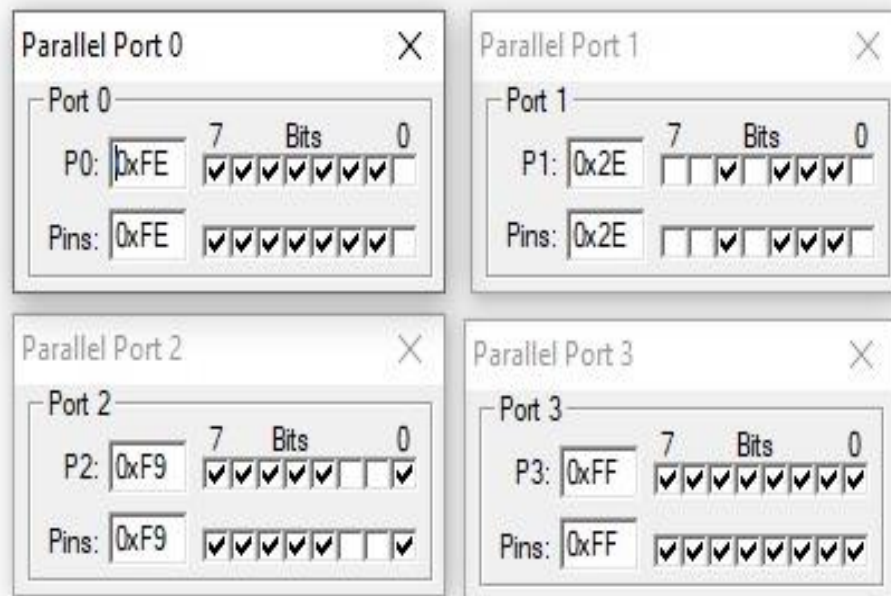 Parallel Port 0
Port 0
7 Bits 0
P0: 0xFE
Pins: 0xFE
Parallel Port 1
Port 1
7 Bits 0
P1: 0x2E
Pins: 0x2E
Parallel Port 2
Port 2
7 Bits 0
P2: 0xF9
Pins: 0xF9
Parallel Port 3
Port 3
7 Bits 0
P3: 0xFF
Pins: 0xFF